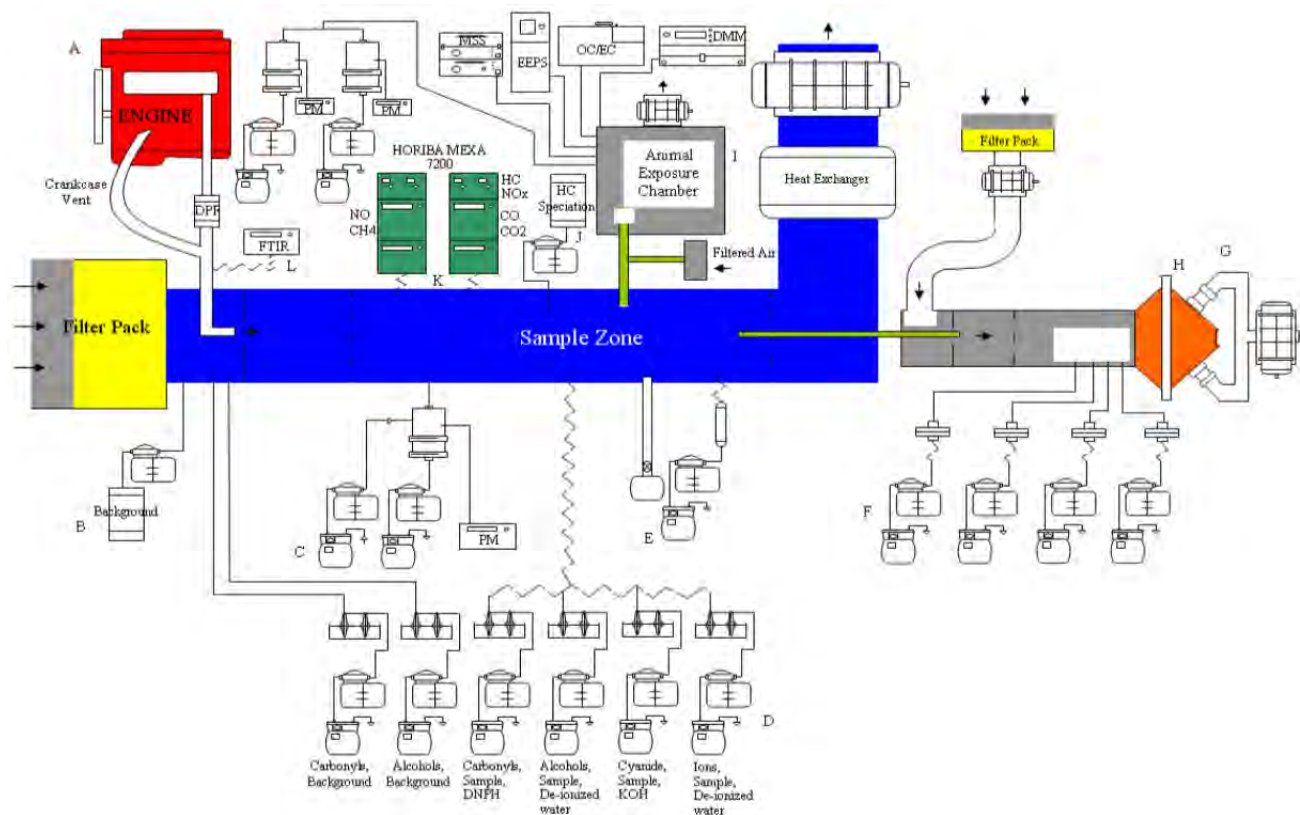 A
ENGINE
Crankcase
Vent
DPF
FTIR
L
PM
PM
HORIBA MEXA
7200
NO
CH4
HC
NOx
CO
CO2
K
MSS
EEPS
OC/EC
DMM
HC
Speciation
J
Animal
Exposure
Chamber
I
Filtered Air
Heat Exchanger
Filter Pack
H
G
Filter Pack
Sample Zone
Background
B
C
PM
E
F
D
Carbonyls,
Background
Alcohols,
Background
Carbonyls,
Sample,
DNPH
Alcohols,
Sample,
De-ionized
water
Cyanide,
Sample,
KOH
Ions,
Sample,
De-ionized
water